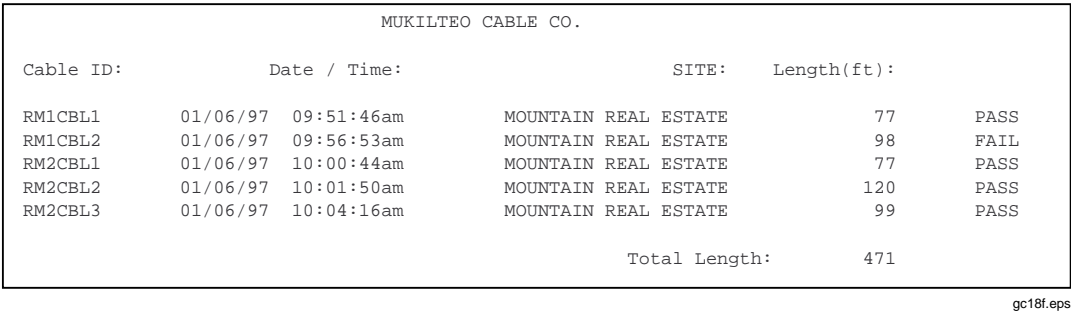 MUKILTEO CABLE CO.
Cable ID: Date / Time: SITE: Length(ft):
RM1CBL1 01/06/97 09:51:46am MOUNTAIN REAL ESTATE 77 PASS
RM1CBL2 01/06/97 09:56:53am MOUNTAIN REAL ESTATE 98 FAIL
RM2CBL1 01/06/97 10:00:44am MOUNTAIN REAL ESTATE 77 PASS
RM2CBL2 01/06/97 10:01:50am MOUNTAIN REAL ESTATE 120 PASS
RM2CBL3 01/06/97 10:04:16am MOUNTAIN REAL ESTATE 99 PASS
Total Length: 471
gc18f.eps